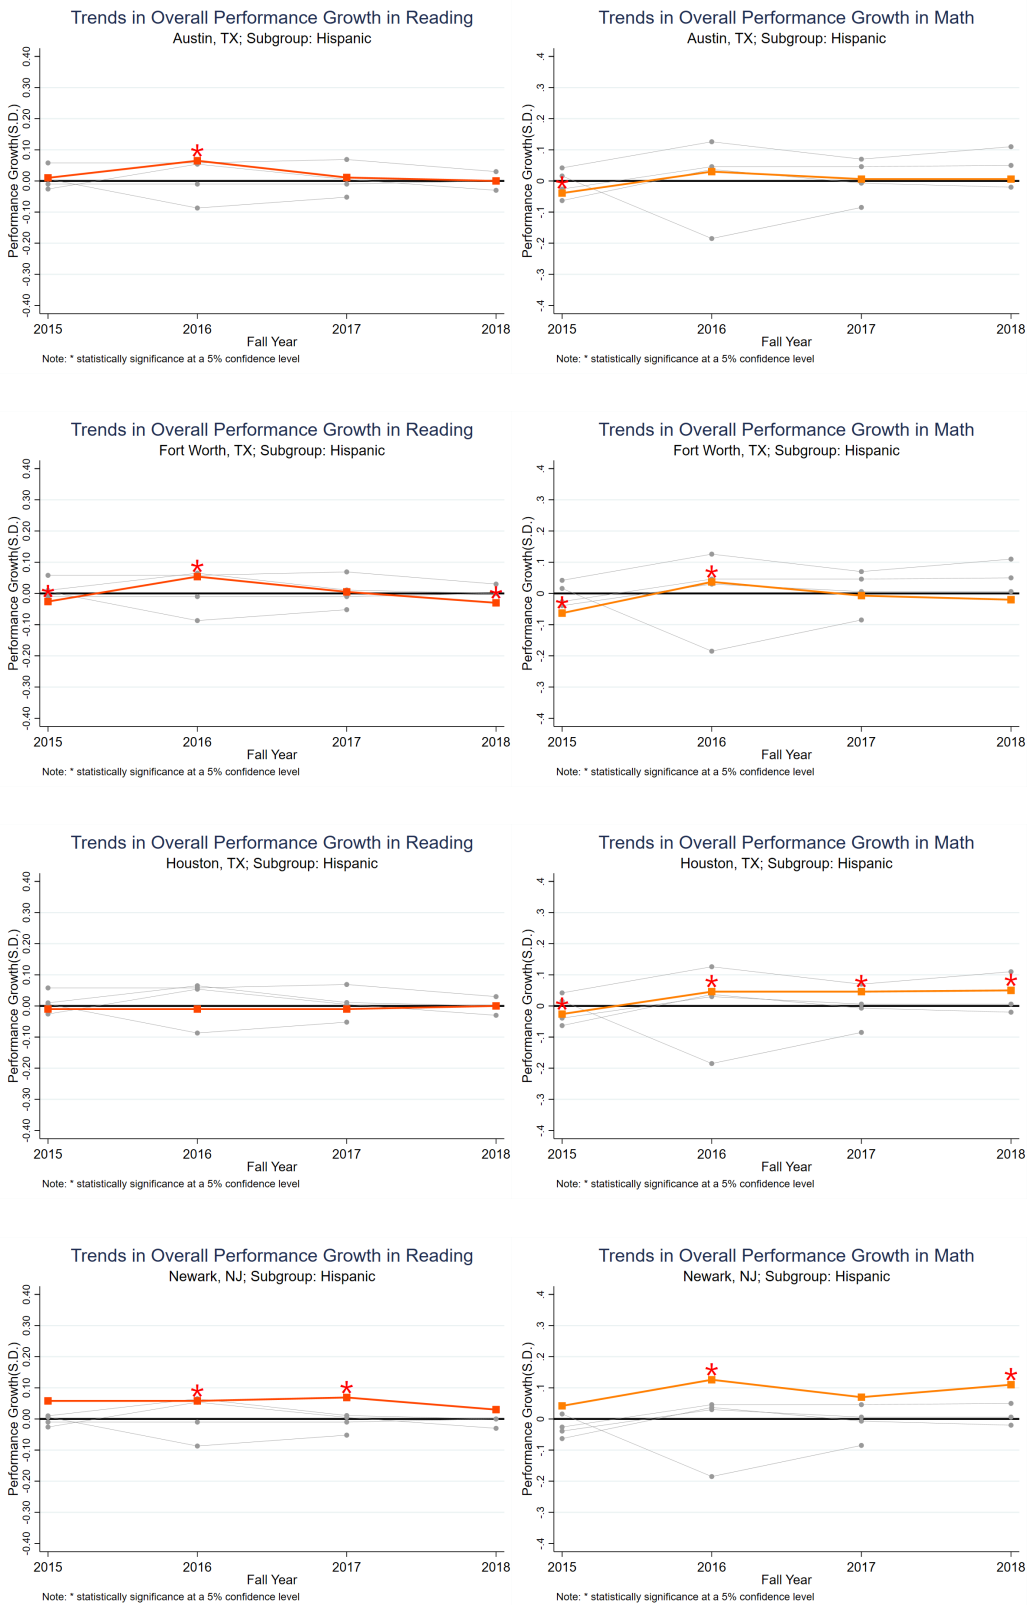 Trends in Overall Performance Growth in Reading
Austin, TX; Subgroup: Hispanic
Performance Growth(S.D.)
0.40
0.30
0.20
0.10
0.00
-0.10
-0.20
-0.30
-0.40
*
2015 2016 2017 2018
Fall Year
Note: * statistically significance at a 5% confidence level
Trends in Overall Performance Growth in Math
Austin, TX; Subgroup: Hispanic
Performance Growth(S.D.)
.4
.3
.2
.1
0
-.1
-.2
-.3
-.4
*
2015 2016 2017 2018
Fall Year
Note: * statistically significance at a 5% confidence level
Trends in Overall Performance Growth in Reading
Fort Worth, TX; Subgroup: Hispanic
Performance Growth(S.D.)
0.40
0.30
0.20
0.10
0.00
-0.10
-0.20
-0.30
-0.40
* * *
2015 2016 2017 2018
Fall Year
Note: * statistically significance at a 5% confidence level
Trends in Overall Performance Growth in Math
Fort Worth, TX; Subgroup: Hispanic
Performance Growth(S.D.)
.4
.3
.2
.1
0
-.1
-.2
-.3
-.4
* *
2015 2016 2017 2018
Fall Year
Note: * statistically significance at a 5% confidence level
Trends in Overall Performance Growth in Reading
Houston, TX; Subgroup: Hispanic
Performance Growth(S.D.)
0.40
0.30
0.20
0.10
0.00
-0.10
-0.20
-0.30
-0.40
2015 2016 2017 2018
Fall Year
Note: * statistically significance at a 5% confidence level
Trends in Overall Performance Growth in Math
Houston, TX; Subgroup: Hispanic
Performance Growth(S.D.)
.4
.3
.2
.1
0
-.1
-.2
-.3
-.4
* * * *
2015 2016 2017 2018
Fall Year
Note: * statistically significance at a 5% confidence level
Trends in Overall Performance Growth in Reading
Newark, NJ; Subgroup: Hispanic
Performance Growth(S.D.)
0.40
0.30
0.20
0.10
0.00
-0.10
-0.20
-0.30
-0.40
* *
2015 2016 2017 2018
Fall Year
Note: * statistically significance at a 5% confidence level
Trends in Overall Performance Growth in Math
Newark, NJ; Subgroup: Hispanic
Performance Growth(S.D.)
.4
.3
.2
.1
0
-.1
-.2
-.3
-.4
* *
2015 2016 2017 2018
Fall Year
Note: * statistically significance at a 5% confidence level